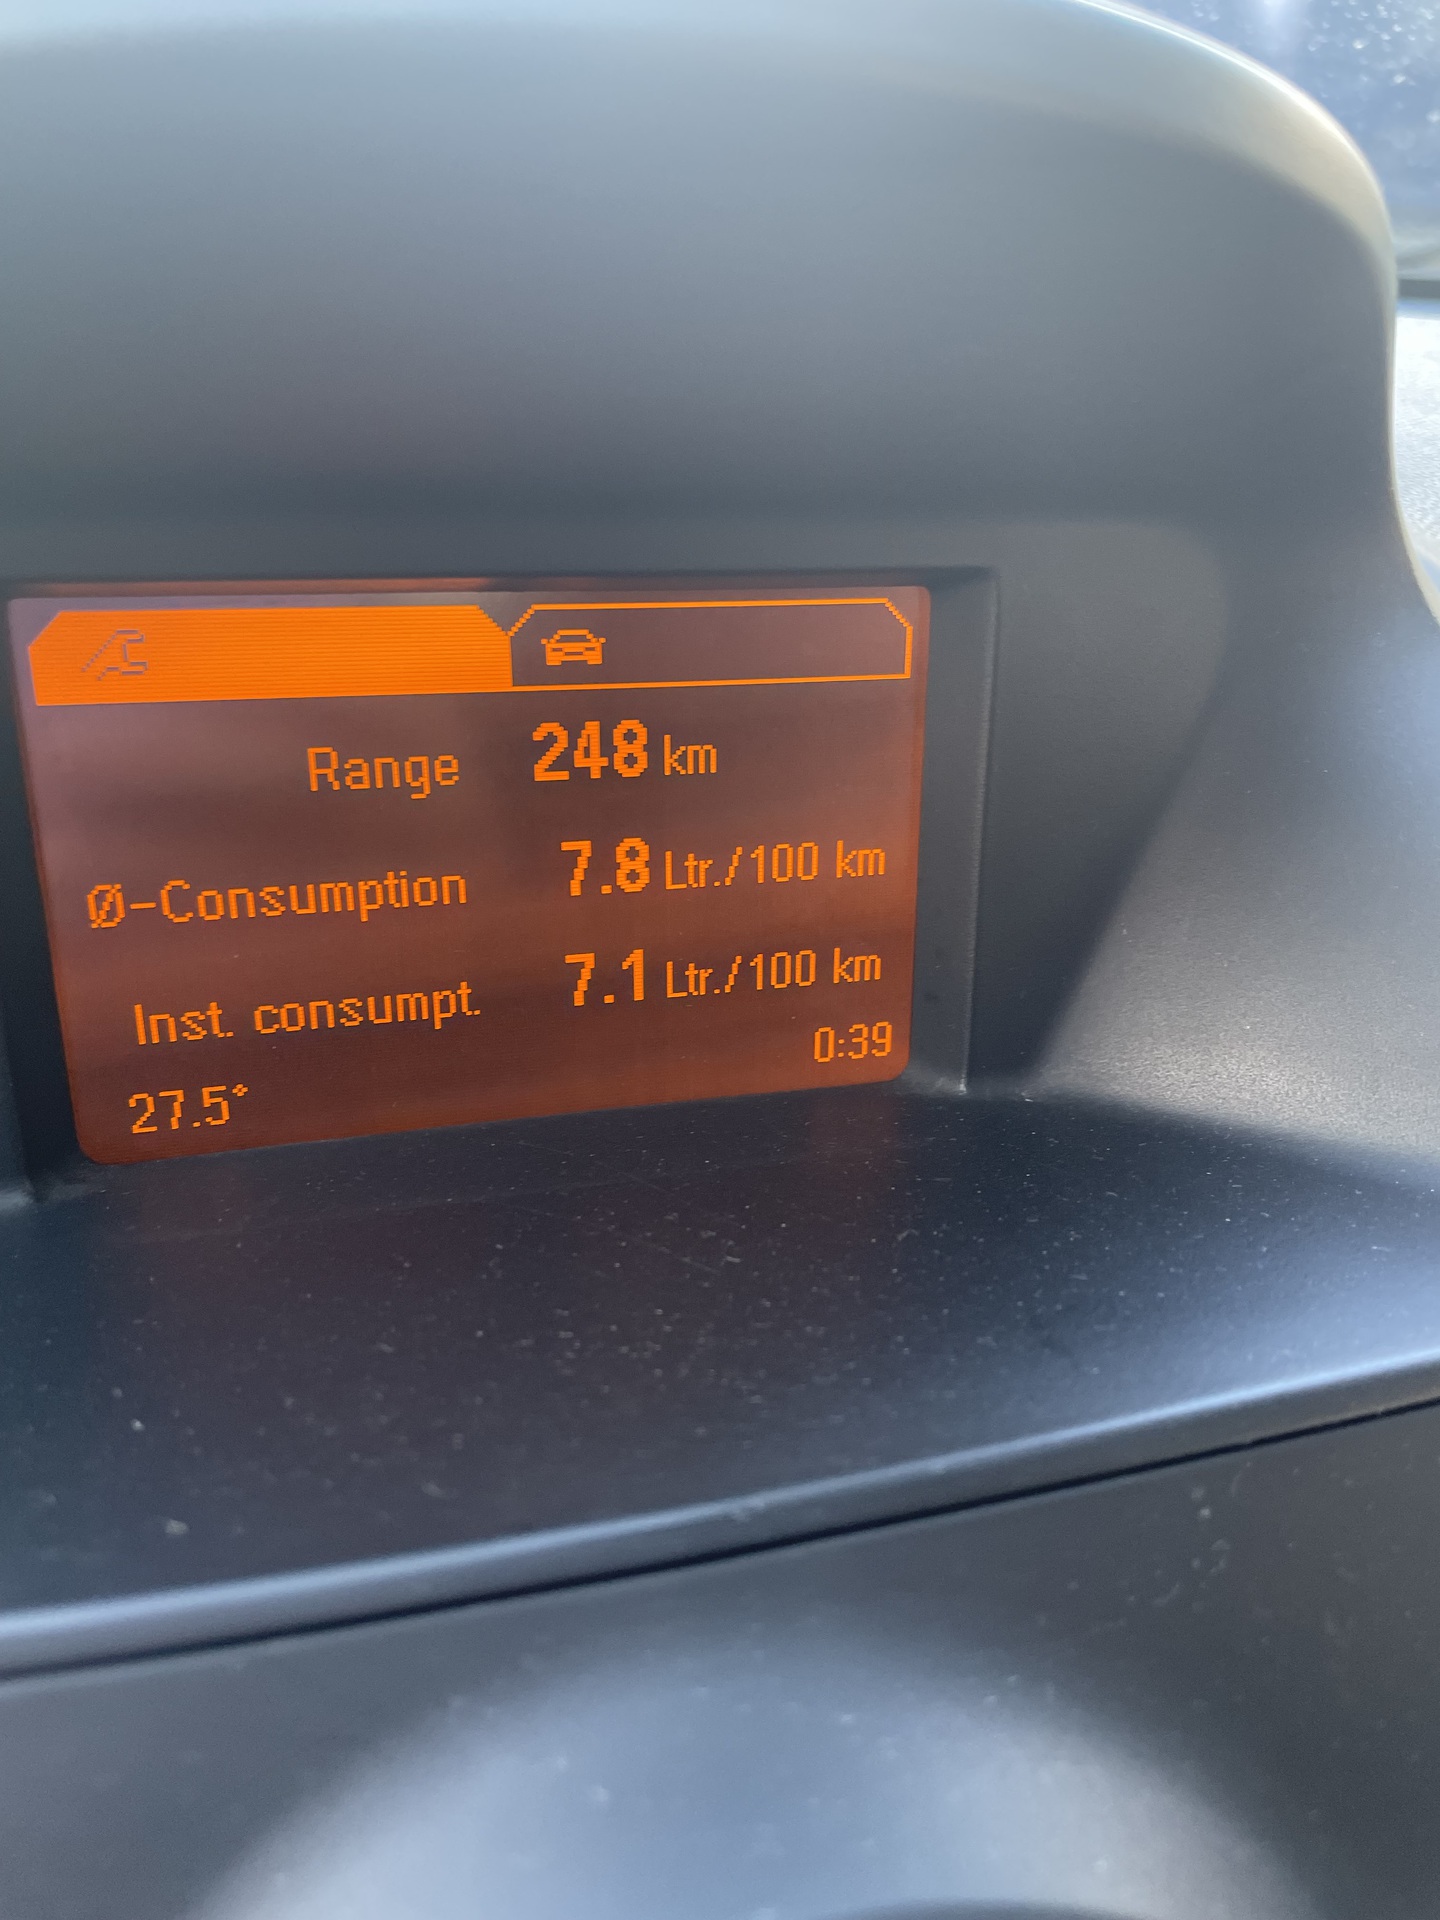 Range 248 km
Ø-Consumption 7.8 Ltr./100 km
Inst. consumpt. 7.1 Ltr./100 km
0:39
27.5°